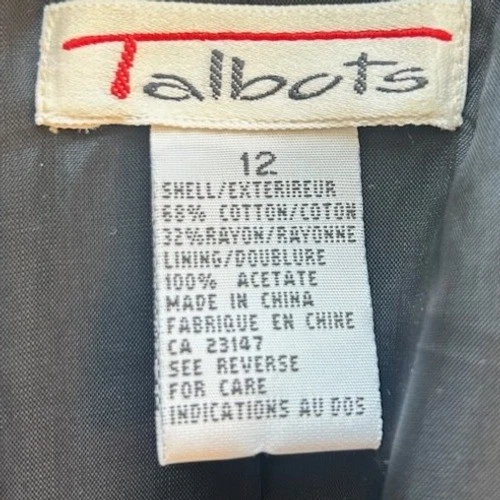 Talbots
12
SHELL/EXTERIREUR
68% COTTON/COTON
32%RAYON/RAYONNE
LINING/DOUBLURE
100% ACETATE
MADE IN CHINA
FABRIQUE EN CHINE
CA 23147
SEE REVERSE
FOR CARE
INDICATIONS AU DOS